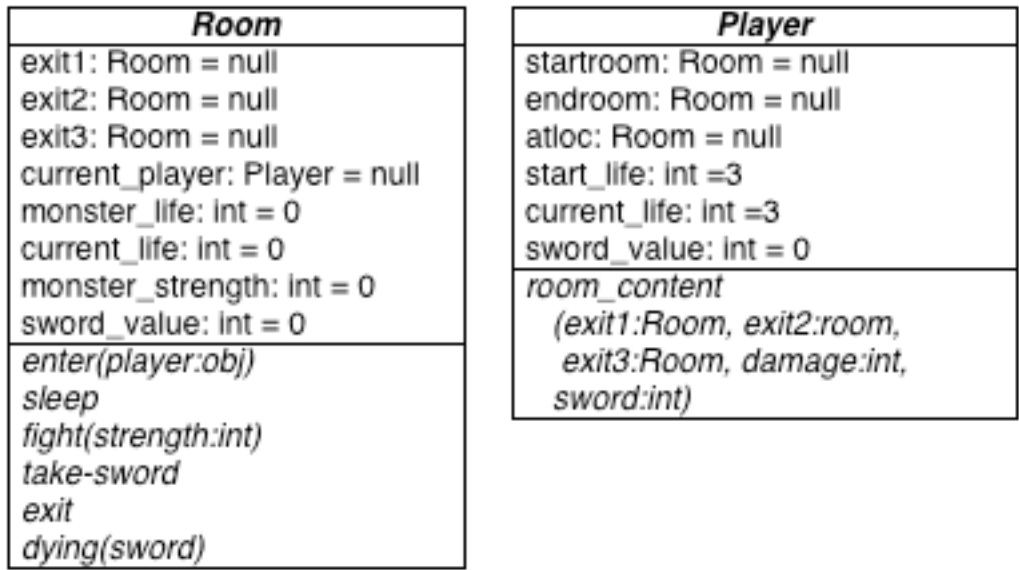 Room
exit1: Room = null
exit2: Room = null
exit3: Room = null
current_player: Player = null
monster_life: int = 0
current_life: int = 0
monster_strength: int = 0
sword_value: int = 0
enter(player:obj)
sleep
fight(strength:int)
take-sword
exit
dying(sword)
Player
startroom: Room = null
endroom: Room = null
atloc: Room = null
start_life: int =3
current_life: int =3
sword_value: int = 0
room_content
(exit1:Room, exit2:room,
exit3:Room, damage:int,
sword:int)